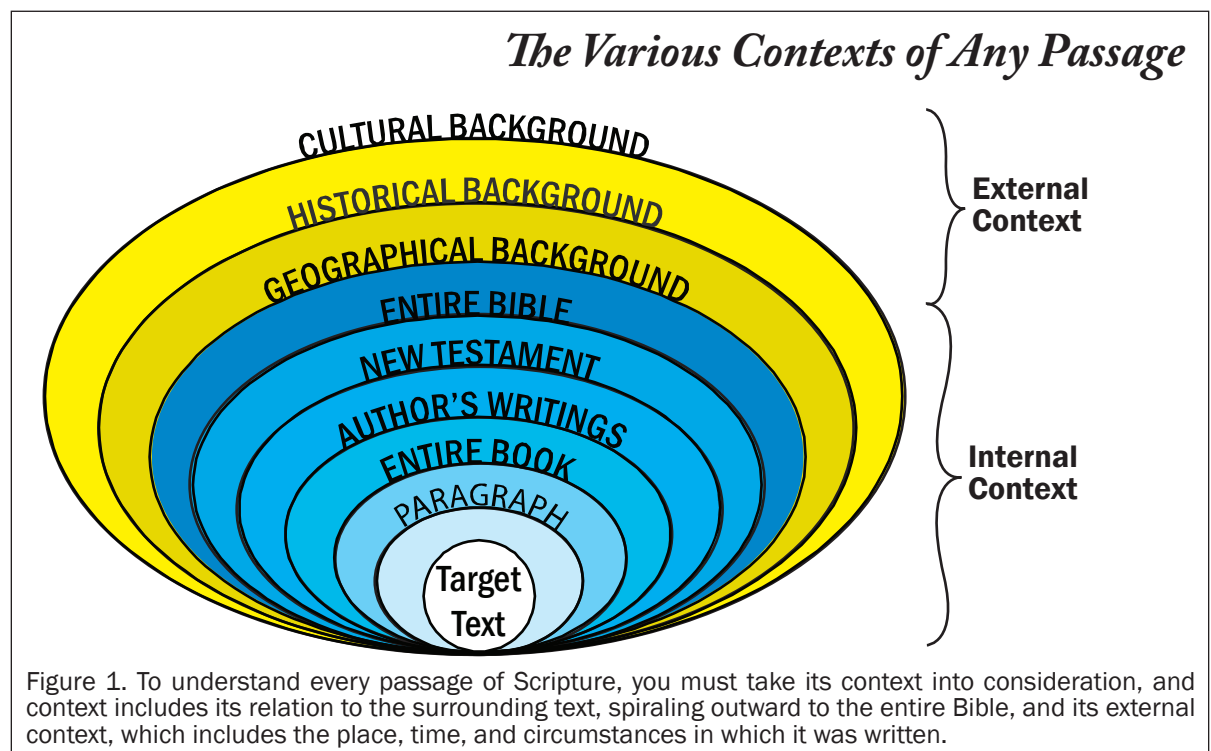 The Various Contexts of Any Passage
CULTURAL BACKGROUND
HISTORICAL BACKGROUND
GEOGRAPHICAL BACKGROUND
ENTIRE BIBLE
NEW TESTAMENT
AUTHOR'S WRITINGS
ENTIRE BOOK
PARAGRAPH
Target
Text
External
Context
Internal
Context
Figure 1. To understand every passage of Scripture, you must take its context into consideration, and
context includes its relation to the surrounding text, spiraling outward to the entire Bible, and its external
context, which includes the place, time, and circumstances in which it was written.